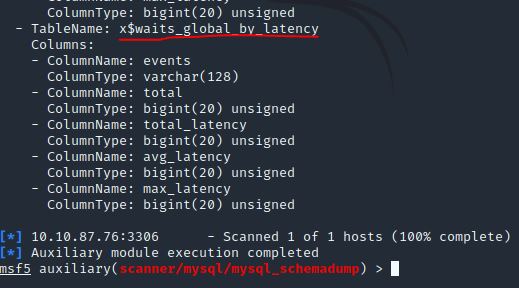 ColumnType: bigint(20) unsigned
- TableName: x$waits_global_by_latency
Columns:
- ColumnName: events
ColumnType: varchar(128)
- ColumnName: total
ColumnType: bigint(20) unsigned
- ColumnName: total_latency
ColumnType: bigint(20) unsigned
- ColumnName: avg_latency
ColumnType: bigint(20) unsigned
- ColumnName: max_latency
ColumnType: bigint(20) unsigned
[*] 10.10.87.76:3306 - Scanned 1 of 1 hosts (100% complete)
[*] Auxiliary module execution completed
msf5 auxiliary(scanner/mysql/mysql_schemadump) >